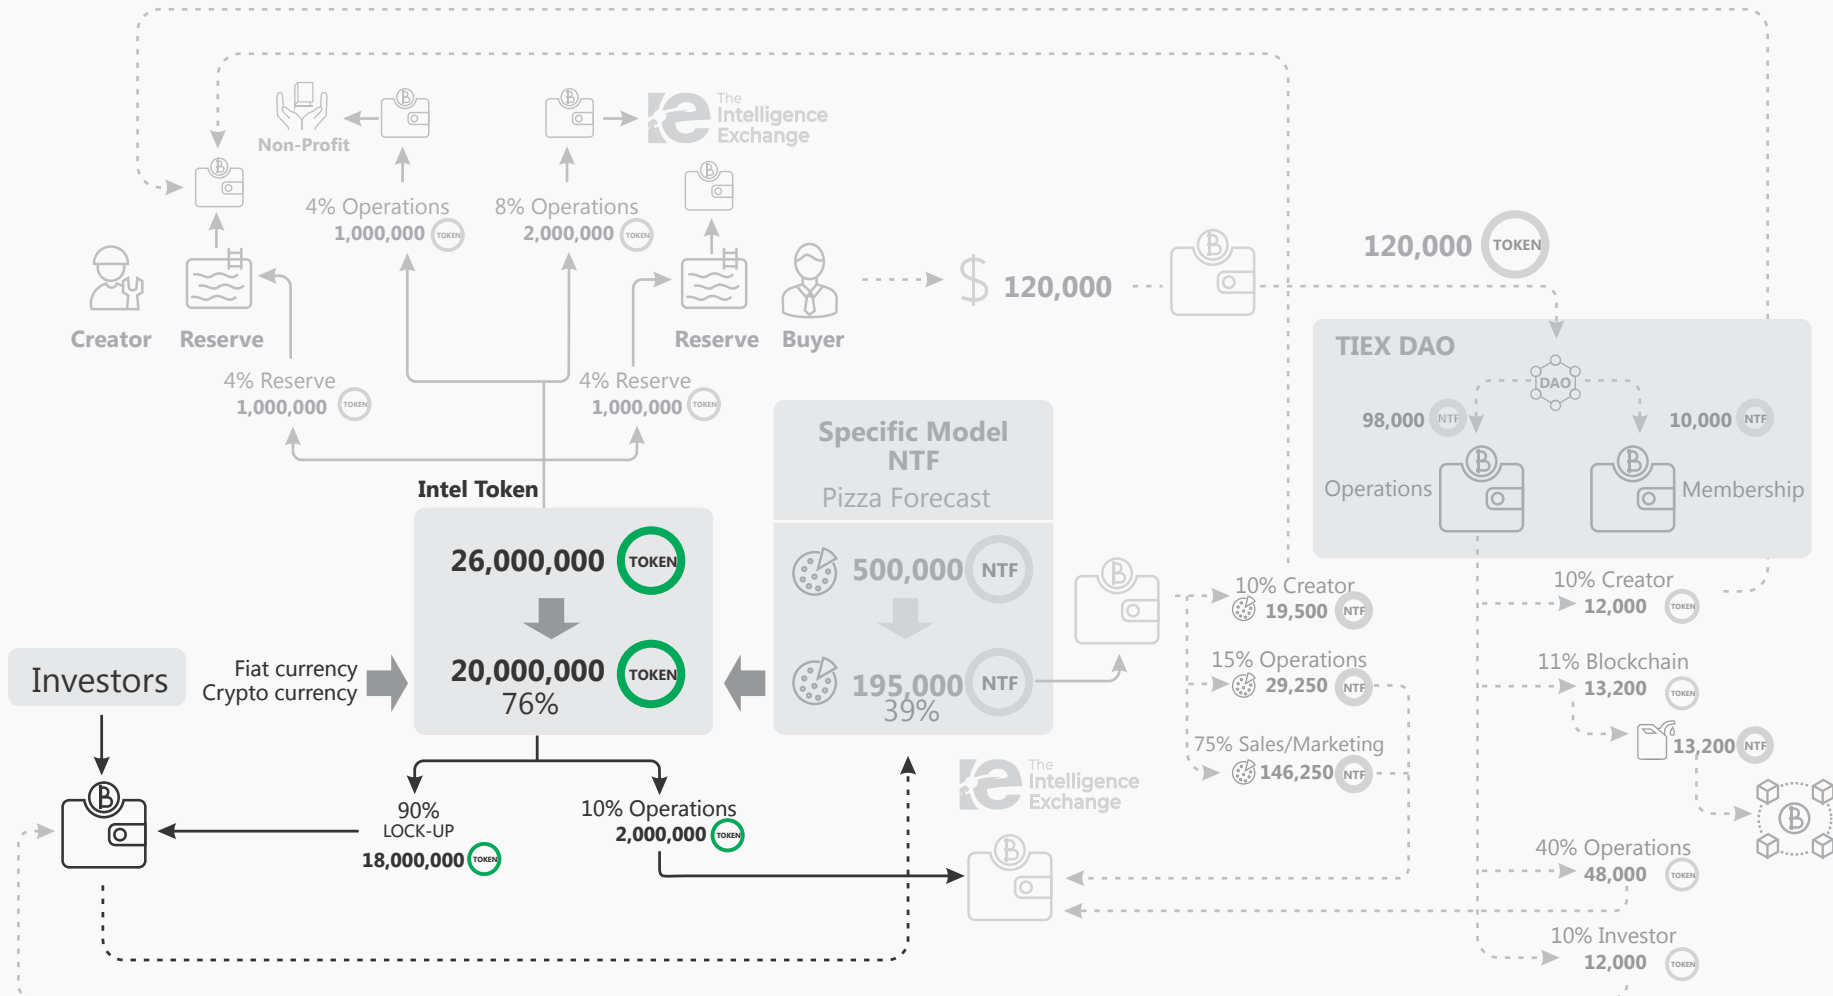 The
Intelligence
Exchange
Non-Profit
4% Operations
1,000,000 TOKEN
8% Operations
2,000,000 TOKEN
Creator
Reserve
Reserve
Buyer
$ 120,000
120,000 TOKEN
4% Reserve
1,000,000 TOKEN
4% Reserve
1,000,000 TOKEN
TIEX DAO
DAO
98,000 NTF
10,000 NTF
Operations
Membership
Specific Model
NTF
Pizza Forecast
500,000 NTF
195,000 NTF
39%
Intel Token
26,000,000 TOKEN
20,000,000 TOKEN
76%
Investors
Fiat currency
Crypto currency
90%
LOCK-UP
18,000,000 TOKEN
10% Operations
2,000,000 TOKEN
The
Intelligence
Exchange
10% Creator
19,500 NTF
15% Operations
29,250 NTF
75% Sales/Marketing
146,250 NTF
10% Creator
12,000 TOKEN
11% Blockchain
13,200 TOKEN
13,200 NTF
40% Operations
48,000 TOKEN
10% Investor
12,000 TOKEN